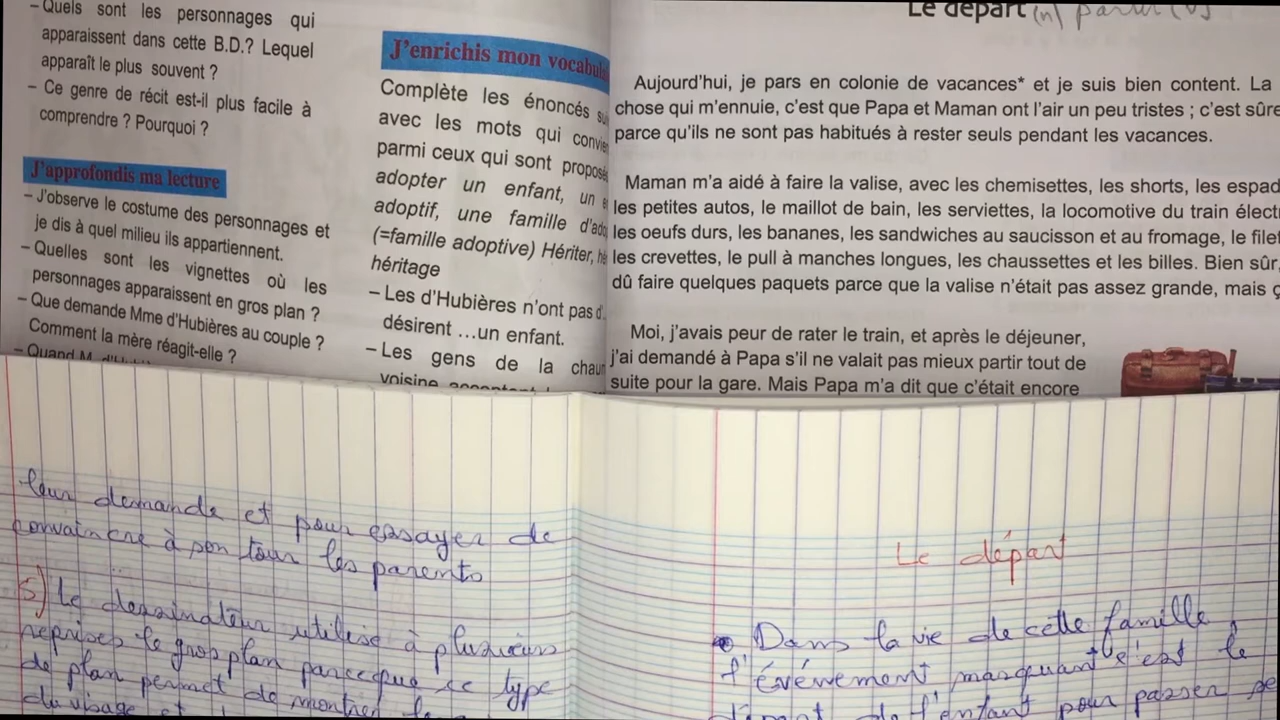 – Quels sont les personnages qui
apparaissent dans cette B.D.? Lequel
apparaît le plus souvent ?
– Ce genre de récit est-il plus facile à
comprendre ? Pourquoi ?
J'approfondis ma lecture
– J'observe le costume des personnages et
je dis à quel milieu ils appartiennent.
– Quelles sont les vignettes où les
personnages apparaissent en gros plan ?
– Que demande Mme d'Hubières au couple ?
Comment la mère réagit-elle ?
– Quand M.
J'enrichis mon
Complète les énoncés
avec les mots qui
parmi ceux qui sont
adopter un enfant, un
adoptif, une famille
(=famille adoptive) Hériter,
héritage
– Les d'Hubières n'ont pas
désirent ...un enfant.
– Les gens de la
voisine
Le départ (n) partir (v)
Aujourd'hui, je pars en colonie de vacances* et je suis bien content. La
chose qui m'ennuie, c'est que Papa et Maman ont l'air un peu tristes ; c'est
parce qu'ils ne sont pas habitués à rester seuls pendant les vacances.
Maman m'a aidé à faire la valise, avec les chemisettes, les shorts, les
les petites autos, le maillot de bain, les serviettes, la locomotive du train
les oeufs durs, les bananes, les sandwiches au saucisson et au fromage, le
les crevettes, le pull à manches longues, les chaussettes et les billes. Bien sûr,
dû faire quelques paquets parce que la valise n'était pas assez grande, mais
Moi, j'avais peur de rater le train, et après le déjeuner,
j'ai demandé à Papa s'il ne valait pas mieux partir tout de
suite pour la gare. Mais Papa m'a dit que c'était encore
leur demande et pour essayer de
convaincre à son tour les parents
5) Le dessinateur utilise à plusieurs
reprises le gros plan parceque ce type
de plan permet de montrer
du visage et
Le départ
Dans la vie de cette famille
l'événement marquant c'est le
départ de l'enfant pour passer